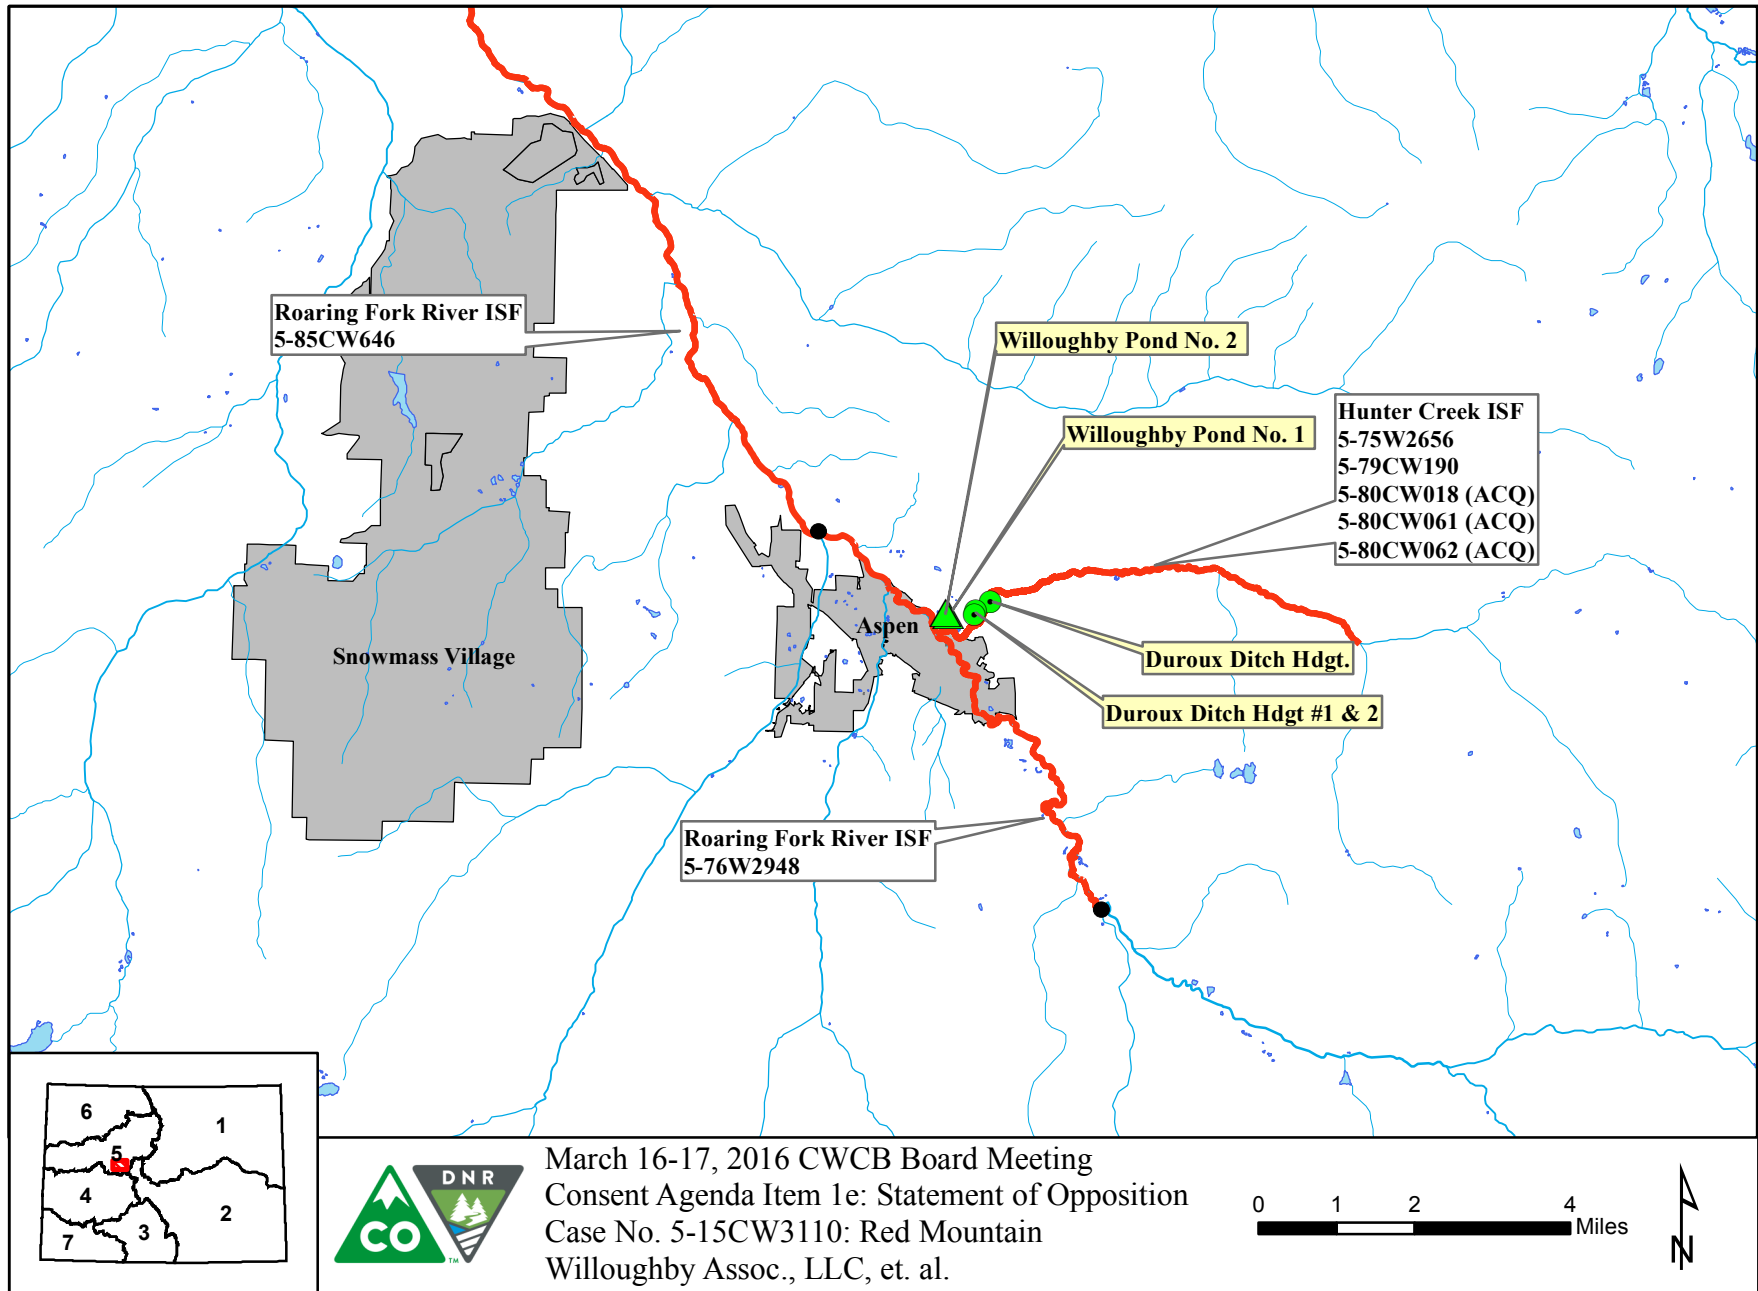 Roaring Fork River ISF
5-85CW646
Willoughby Pond No. 2
Willoughby Pond No. 1
Hunter Creek ISF
5-75W2656
5-79CW190
5-80CW018 (ACQ)
5-80CW061 (ACQ)
5-80CW062 (ACQ)
Aspen
Snowmass Village
Duroux Ditch Hdgt.
Duroux Ditch Hdgt #1 & 2
Roaring Fork River ISF
5-76W2948
6
1
5
4
2
3
7
CO
TM
DNR
March 16-17, 2016 CWCB Board Meeting
Consent Agenda Item 1e: Statement of Opposition
Case No. 5-15CW3110: Red Mountain
Willoughby Assoc., LLC, et. al.
0 1 2 4
Miles
N